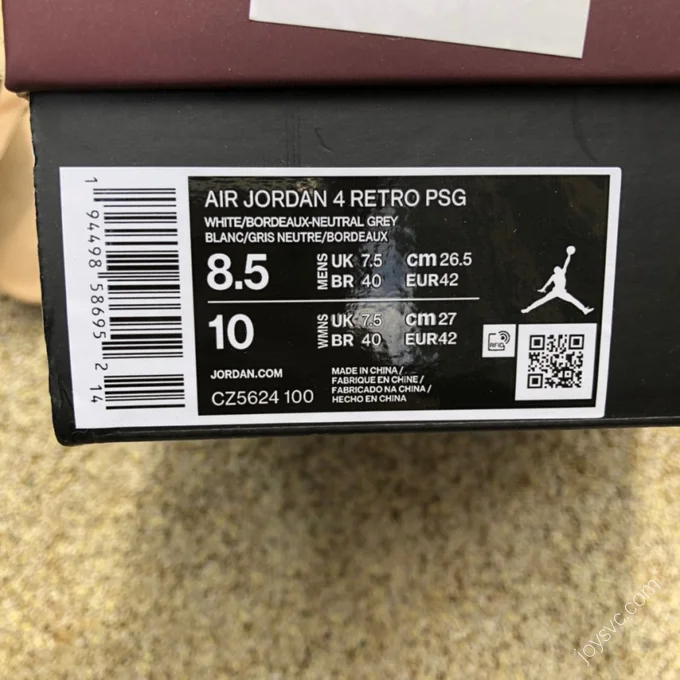 AIR JORDAN 4 RETRO PSG
WHITE/BORDEAUX-NEUTRAL GREY
BLANC/GRIS NEUTRE/BORDEAUX
8.5 MENS UK 7.5 cm 26.5
BR 40 EUR42
10 WMNS UK 7.5 cm 27
BR 40 EUR42
RFID
JORDAN.COM
CZ5624 100
MADE IN CHINA /
FABRIQUE EN CHINE /
FABRICADO NA CHINA /
HECHO EN CHINA
1 94498 58695 2 14
joysvc.com